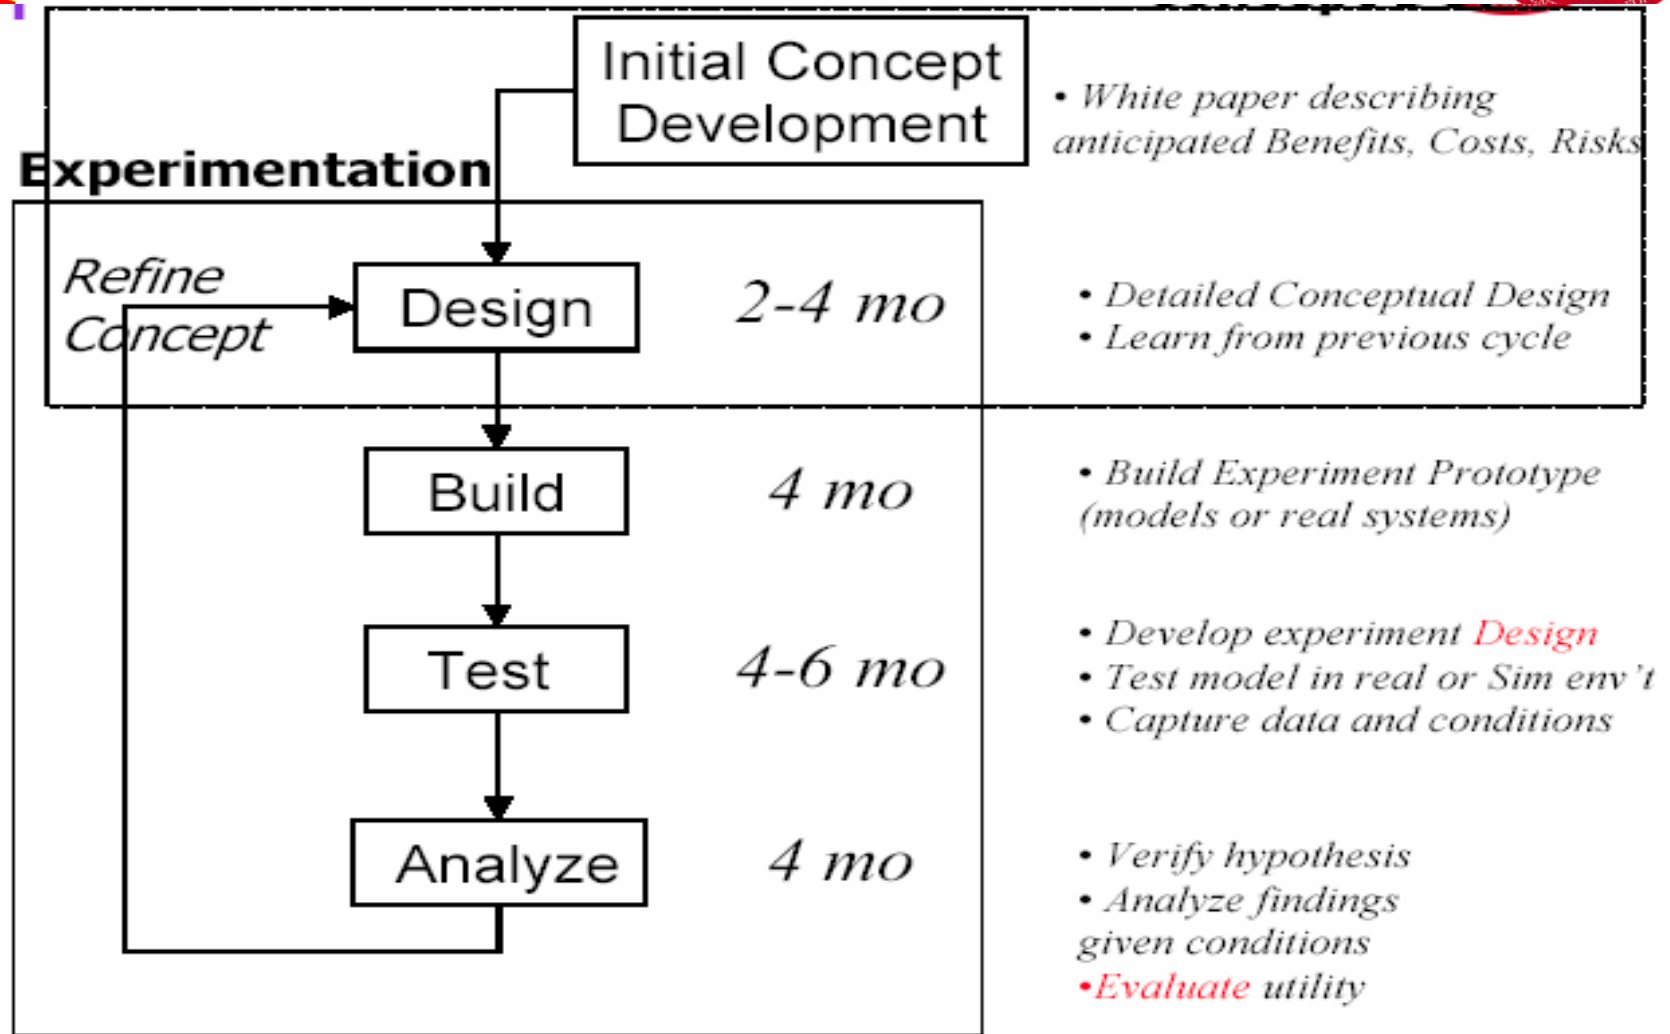 Initial Concept
Development
• White paper describing
anticipated Benefits, Costs, Risks
Experimentation
Refine
Concept
Design
2-4 mo
• Detailed Conceptual Design
• Learn from previous cycle
Build
4 mo
• Build Experiment Prototype
(models or real systems)
Test
4-6 mo
• Develop experiment Design
• Test model in real or Sim env't
• Capture data and conditions
Analyze
4 mo
• Verify hypothesis
• Analyze findings
given conditions
•Evaluate utility